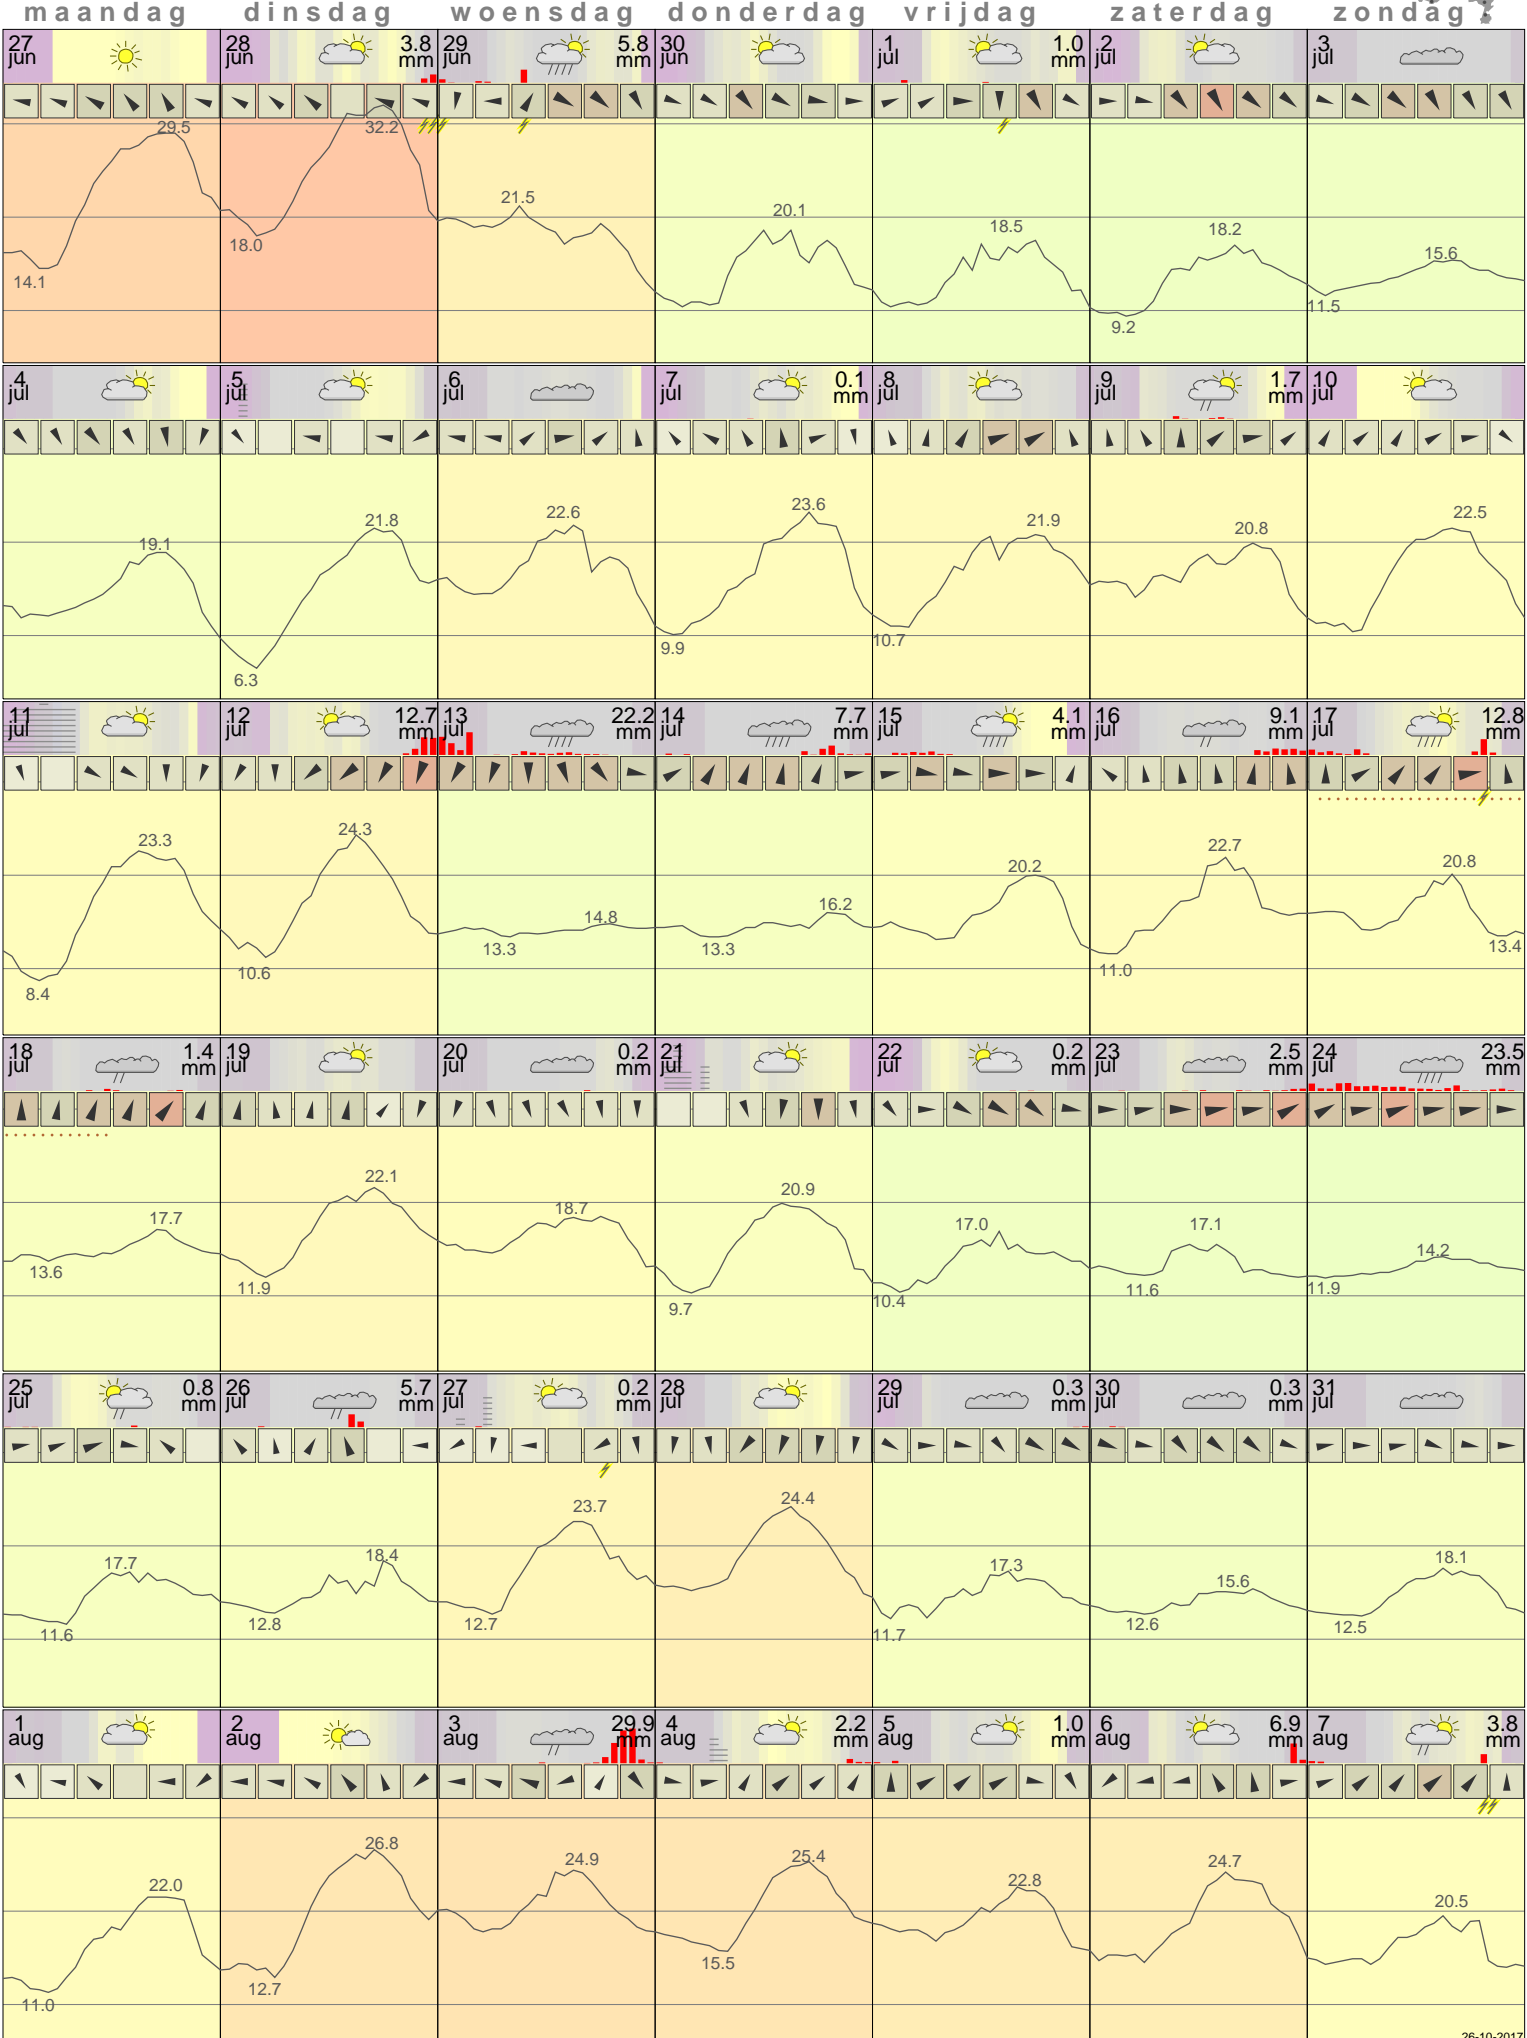 maandag dinsdag woensdag donderdag vrijdag zaterdag zondag
27 jun
28 jun 3.8 mm
29 jun 5.8 mm
30 jun
1 jul 1.0 mm
2 jul
3 jul
29.5 32.2
14.1 18.0 21.5 20.1 18.5 9.2 18.2 11.5 15.6
4 jul
5 jul
6 jul
7 jul 0.1 mm
8 jul
9 jul 1.7 mm
10 jul
19.1 6.3 21.8 22.6 9.9 23.6 10.7 21.9 20.8 22.5
11 jul
12 jul 12.7
13 jul 22.2 mm
14 jul 7.7 mm
15 jul 4.1 mm
16 jul 9.1 mm
17 jul 12.8 mm
8.4 23.3 10.6 24.3 13.3 14.8 13.3 16.2 20.2 11.0 22.7 20.8 13.4
18 jul 1.4 mm
19 jul
20 jul 0.2 mm
21 jul
22 jul 0.2 mm
23 jul 2.5 mm
24 jul 23.5 mm
13.6 17.7 11.9 22.1 18.7 9.7 20.9 10.4 17.0 11.6 17.1 11.9 14.2
25 jul 0.8 mm
26 jul 5.7 mm
27 jul 0.2 mm
28 jul
29 jul 0.3 mm
30 jul 0.3 mm
31 jul
11.6 17.7 12.8 18.4 12.7 23.7 24.4 11.7 17.3 12.6 15.6 12.5 18.1
1 aug
2 aug
3 aug 29.9 mm
4 aug 2.2 mm
5 aug 1.0 mm
6 aug 6.9 mm
7 aug 3.8 mm
11.0 22.0 12.7 26.8 24.9 15.5 25.4 22.8 24.7 20.5
26-10-2017